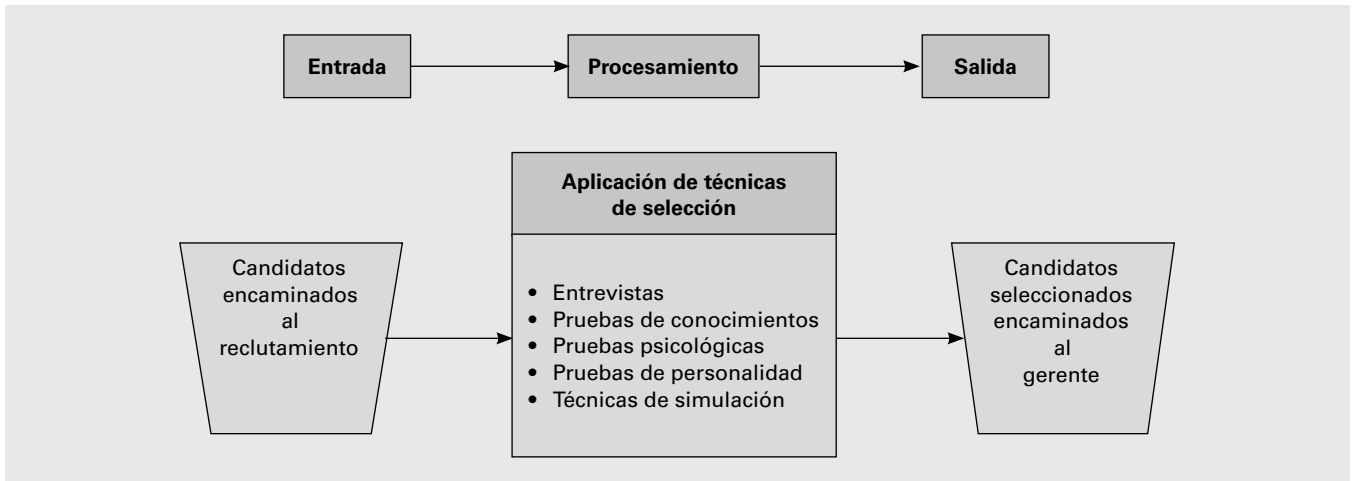 Entrada
Procesamiento
Salida
Candidatos
encaminados
al
reclutamiento
Aplicación de técnicas
de selección
• Entrevistas
• Pruebas de conocimientos
• Pruebas psicológicas
• Pruebas de personalidad
• Técnicas de simulación
Candidatos
seleccionados
encaminados
al
gerente